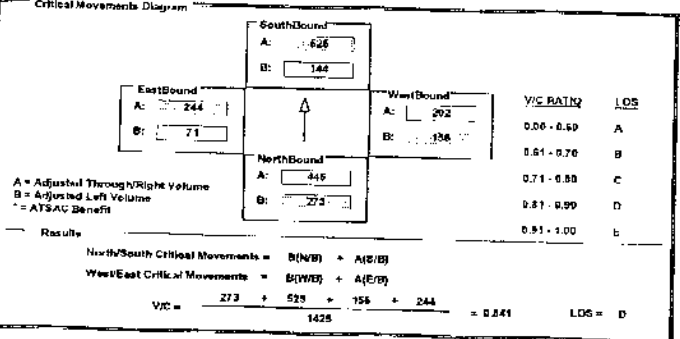 Critical Movements Diagram
SouthBound
A: 525
B: 144
EastBound
A: 244
B: 71
WestBound
A: 202
B: 156
NorthBound
A: 446
B: 273
V/C RATIO LOS
0.00 - 0.60 A
0.61 - 0.70 B
0.71 - 0.80 C
0.81 - 0.90 D
0.91 - 1.00 E
A = Adjusted Through/Right Volume
B = Adjusted Left Volume
* = ATSAC Benefit
Results
North/South Critical Movements = B(N/B) + A(S/B)
West/East Critical Movements = B(W/B) + A(E/B)
V/C = 273 + 525 + 156 + 244
1425
= 0.841 LOS = D